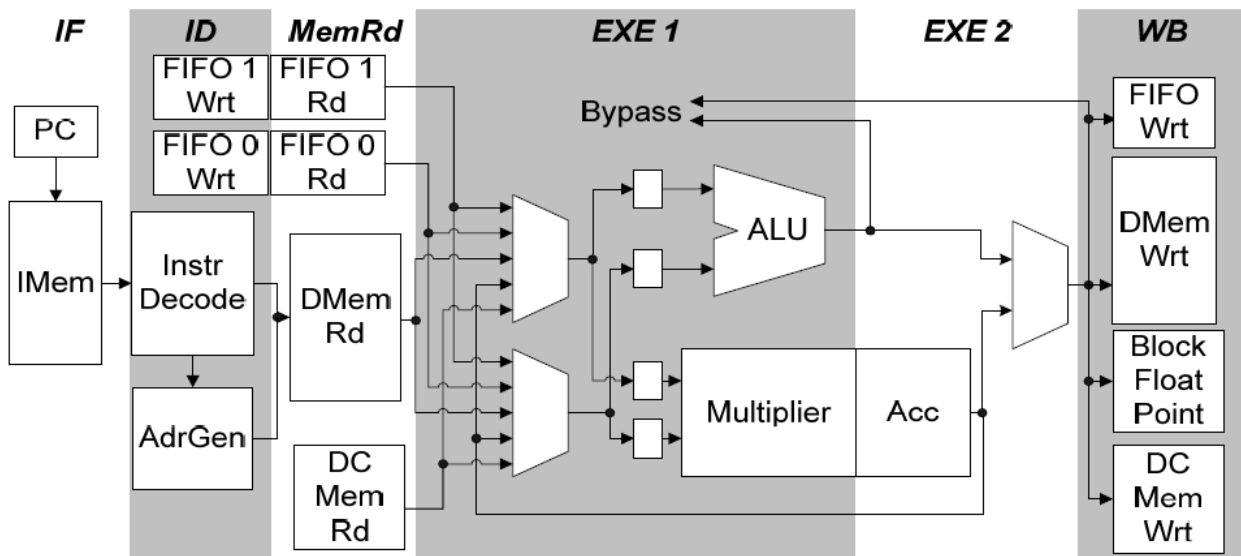 IF
ID
MemRd
EXE 1
EXE 2
WB
FIFO 1
Wrt
FIFO 1
Rd
FIFO 0
Wrt
FIFO 0
Rd
PC
IMem
Instr
Decode
AdrGen
DMem
Rd
DC
Mem
Rd
Bypass
ALU
Multiplier
Acc
FIFO
Wrt
DMem
Wrt
Block
Float
Point
DC
Mem
Wrt